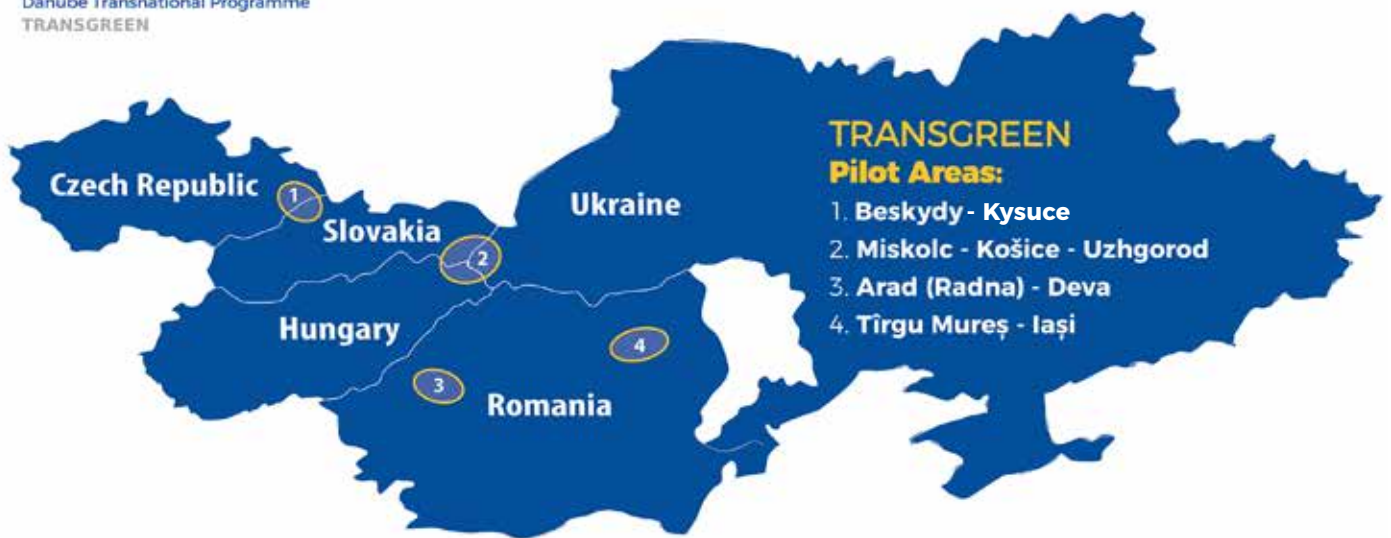 Danube Transnational Programme
TRANSGREEN
TRANSGREEN
Pilot Areas:
1. Beskydy - Kysuce
2. Miskolc - Košice - Uzhgorod
3. Arad (Radna) - Deva
4. Tîrgu Mureș - Iași
Czech Republic
1
Slovakia
2
Ukraine
Hungary
3
4
Romania